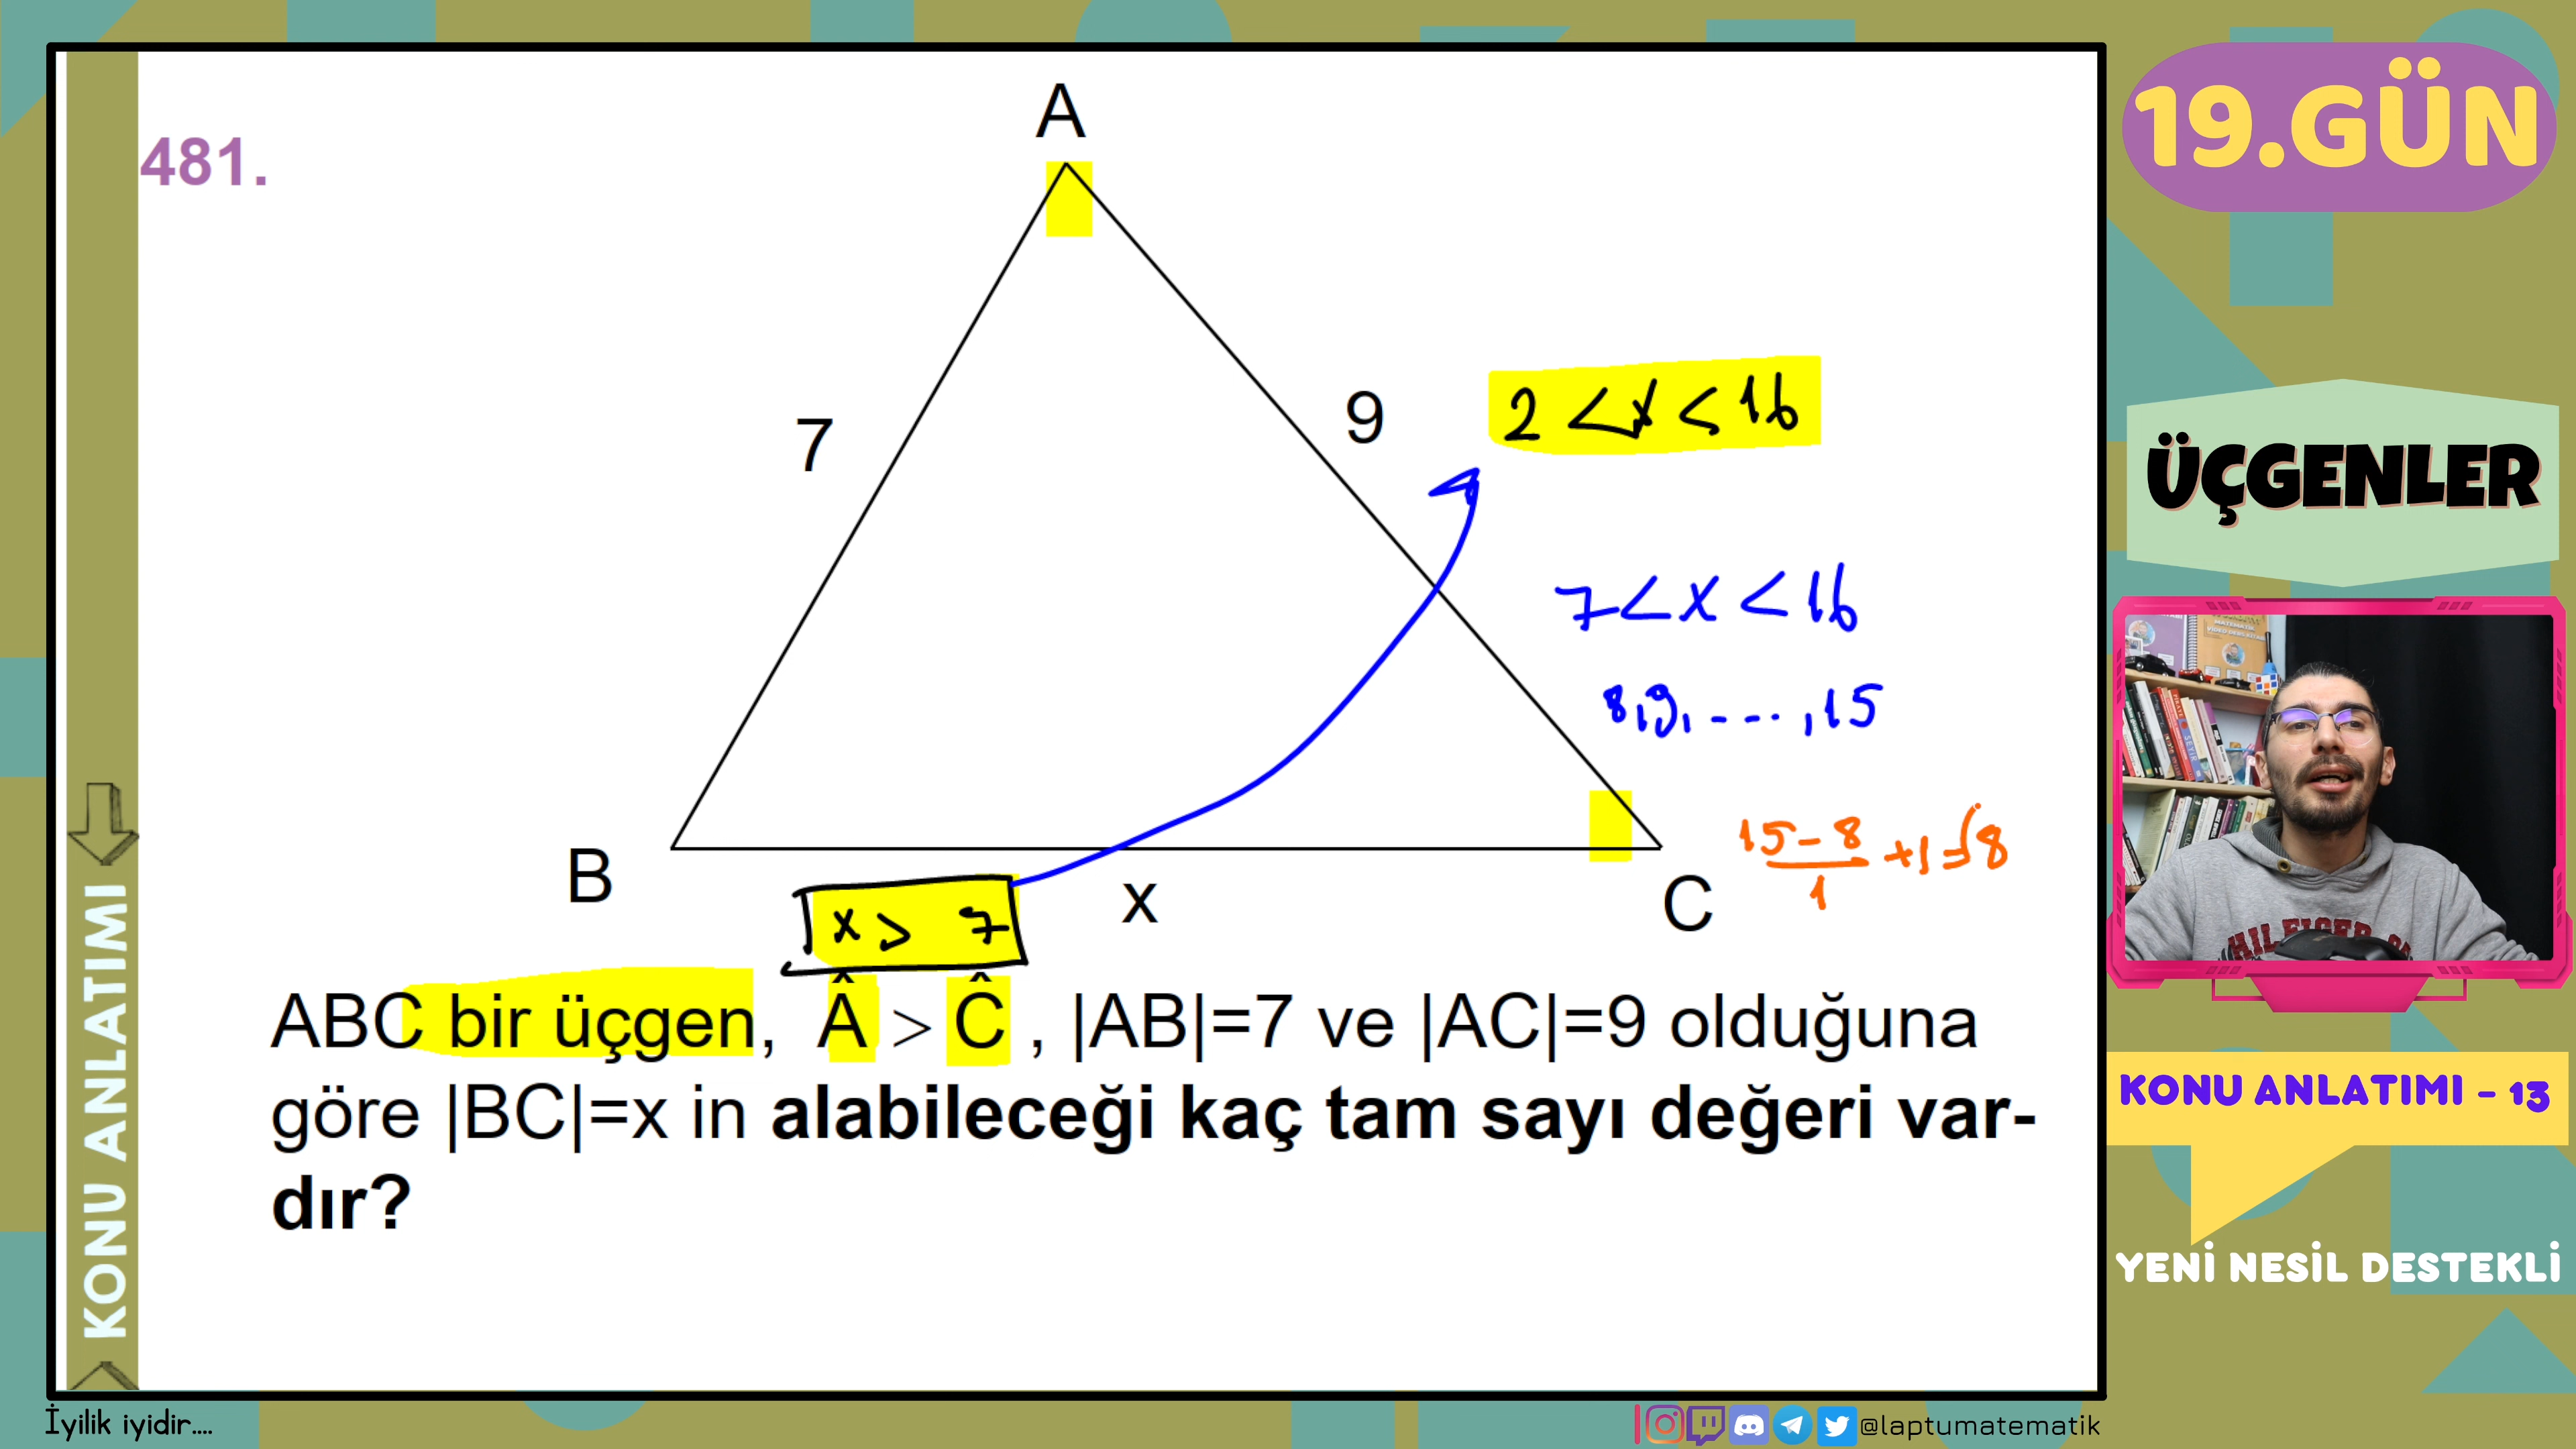 19.GÜN
481.
A
7
9
2 < x < 16
ÜÇGENLER
7 < x < 16
8,9,----,15
15-8/1 +1=8
B
x
C
x > 7
ABC bir üçgen, Â > Ĉ , |AB|=7 ve |AC|=9 olduğuna
göre |BC|=x in alabileceği kaç tam sayı değeri var-
dır?
KONU ANLATIMI
KONU ANLATIMI - 13
YENİ NESİL DESTEKLİ
İyilik iyidir....
@laptumatematik